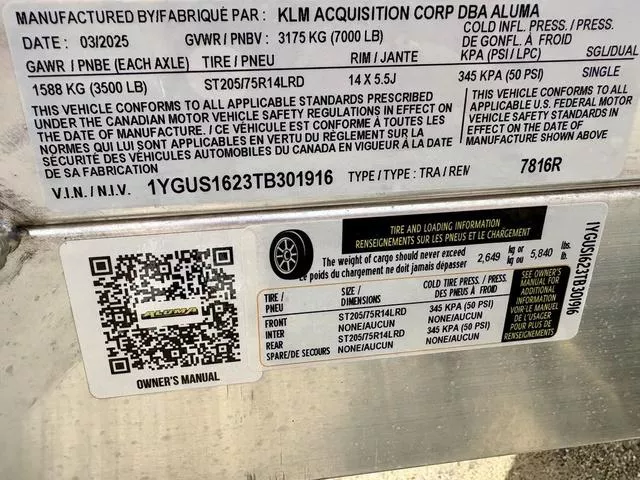 MANUFACTURED BY/FABRIQUÉ PAR : KLM ACQUISITION CORP DBA ALUMA
DATE : 03/2025 GVWR / PNBV : 3175 KG (7000 LB) COLD INFL. PRESS./PRESS. DE GONFL. À FROID
GAWR / PNBE (EACH AXLE) TIRE / PNEU RIM / JANTE KPA (PSI / LPC) SGL/DUAL
1588 KG (3500 LB) ST205/75R14LRD 14 X 5.5J 345 KPA (50 PSI) SINGLE
THIS VEHICLE CONFORMS TO ALL APPLICABLE STANDARDS PRESCRIBED
UNDER THE CANADIAN MOTOR VEHICLE SAFETY REGULATIONS IN EFFECT ON
THE DATE OF MANUFACTURE. / CE VÉHICULE EST CONFORME À TOUTES LES
NORMES QUI LUI SONT APPLICABLES EN VERTU DU RÈGLEMENT SUR LA
SÉCURITÉ DES VÉHICULES AUTOMOBILES DU CANADA EN VIGUEUR À LA DATE
DE SA FABRICATION
THIS VEHICLE CONFORMS TO ALL
APPLICABLE U.S. FEDERAL MOTOR
VEHICLE SAFETY STANDARDS IN
EFFECT ON THE DATE OF
MANUFACTURE SHOWN ABOVE.
V.I.N. / N.I.V. 1YGUS1623TB301916 TYPE / TYPE : TRA / REM 7816R
ALUMA
OWNER'S MANUAL
TIRE AND LOADING INFORMATION
RENSEIGNEMENTS SUR LES PNEUS ET LE CHARGEMENT
The weight of cargo should never exceed
Le poids du chargement ne doit jamais dépasser
2,649 kg or kg ou 5,840 lbs. lb.
TIRE / PNEU SIZE / DIMENSIONS COLD TIRE PRESS. / PRESS. DES PNEUS À FROID
FRONT ST205/75R14LRD 345 KPA (50 PSI)
INTER NONE/AUCUN NONE/AUCUN
REAR ST205/75R14LRD 345 KPA (50 PSI)
SPARE/DE SECOURS NONE/AUCUN NONE/AUCUN
SEE OWNER'S
MANUAL FOR
ADDITIONAL
INFORMATION
VOIR LE MANUEL
DE L'USAGER
POUR PLUS DE
RENSEIGNEMENTS
1YGUS1623TB301916